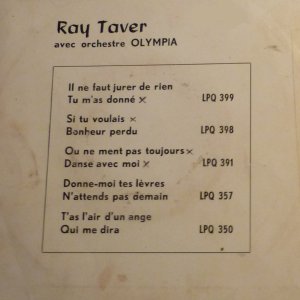 Ray Taver
avec orchestre OLYMPIA
Il ne faut jurer de rien
Tu m'as donné × LPQ 399
Si tu voulais ×
Bonheur perdu LPQ 398
Ou ne ment pas toujours ×
Danse avec moi × LPQ 391
Donne-moi tes lèvres
N'attends pas demain LPQ 357
T'as l'air d'un ange
Qui me dira LPQ 350